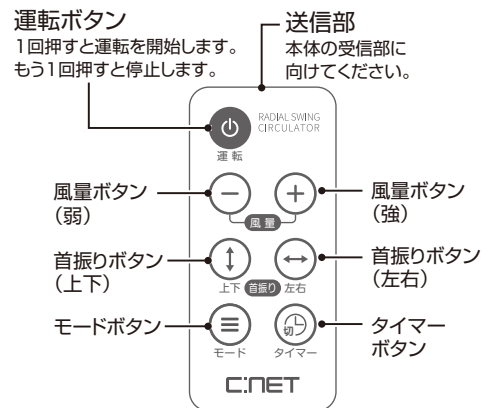 運転ボタン
1回押すと運転を開始します。
もう1回押すと停止します。
送信部
本体の受信部に
向けてください。
RADIAL SWING
CIRCULATOR
運転
風量ボタン
（弱）
風量ボタン
（強）
風量
首振りボタン
（上下）
首振りボタン
（左右）
上下 首振り 左右
モードボタン
切
タイマー
ボタン
モード
タイマー
C:NET